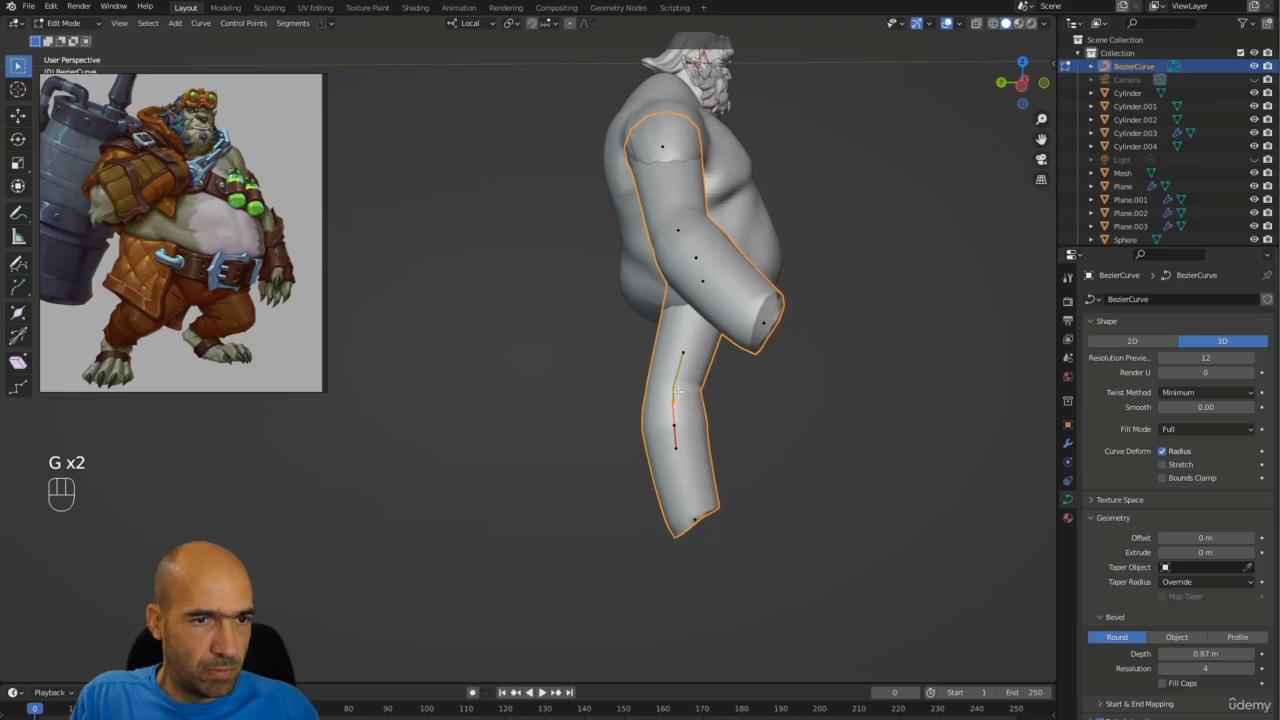 File Edit Render Window Help Layout Modeling Sculpting UV Editing Texture Paint Shading Animation Rendering Compositing Geometry Nodes Scripting + Scene ViewLayer
Edit Mode View Select Add Curve Control Points Segments Local
User Perspective
(0) BezierCurve
Scene Collection
Collection
BezierCurve
Camera
Cylinder
Cylinder.001
Cylinder.002
Cylinder.003
Cylinder.004
Light
Mesh
Plane
Plane.001
Plane.002
Plane.003
Sphere
BezierCurve > BezierCurve
BezierCurve
Shape
2D 3D
Resolution Previe.. 12
Render U 0
Twist Method Minimum
Smooth 0.00
Fill Mode Full
Curve Deform Radius
Stretch
Bounds Clamp
Texture Space
Geometry
Offset 0 m
Extrude 0 m
Taper Object
Taper Radius Override
Map Taper
Bevel
Round Object Profile
Depth 0.87 m
Resolution 4
Fill Caps
Start & End Mapping
G x2
Playback 0 Start 1 End 250
0 80 90 100 110 120 130 140 150 160 170 180 190 200 210 220 230 240 250
ûdemy